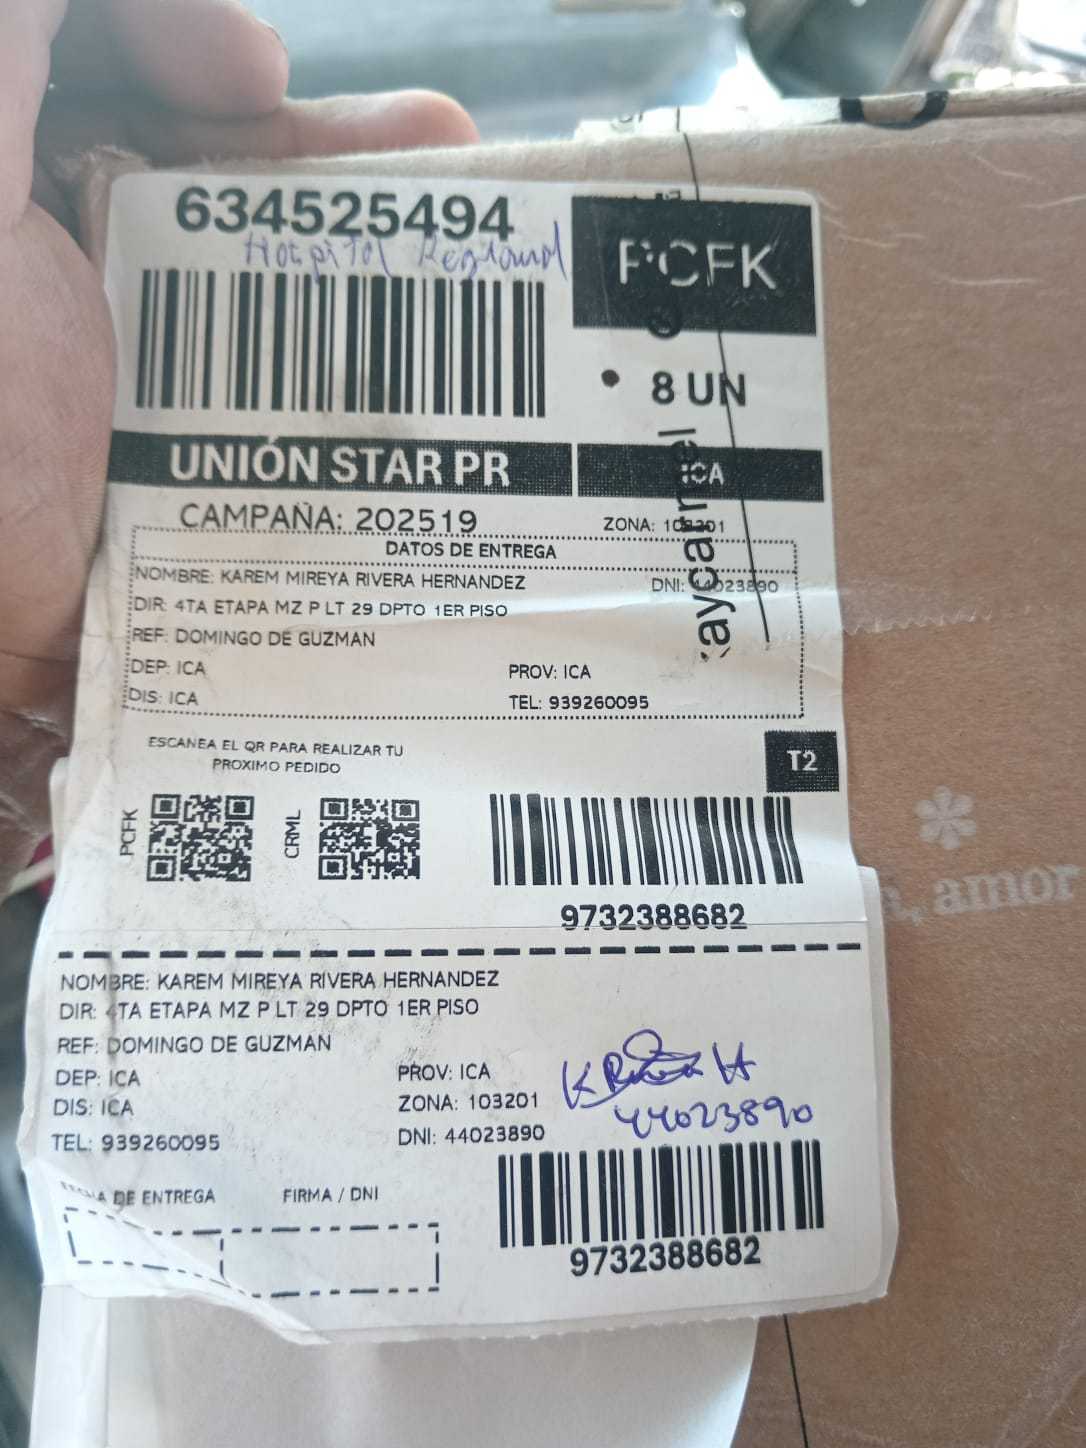 634525494
Hospital Regional
PCFK
8 UN
UNIÓN STAR PR
ICA
CAMPAÑA: 202519
ZONA: 103201
DATOS DE ENTREGA
NOMBRE: KAREM MIREYA RIVERA HERNANDEZ
DNI: 44023890
DIR: 4TA ETAPA MZ P LT 29 DPTO 1ER PISO
REF: DOMINGO DE GUZMAN
DEP: ICA
PROV: ICA
DIS: ICA
TEL: 939260095
ESCANEA EL QR PARA REALIZAR TU
PROXIMO PEDIDO
T2
PCFK
CRML
9732388682
, amor
NOMBRE: KAREM MIREYA RIVERA HERNANDEZ
DIR: 4TA ETAPA MZ P LT 29 DPTO 1ER PISO
REF: DOMINGO DE GUZMAN
DEP: ICA
PROV: ICA
DIS: ICA
ZONA: 103201
TEL: 939260095
DNI: 44023890
44023890
FECHA DE ENTREGA
FIRMA / DNI
9732388682